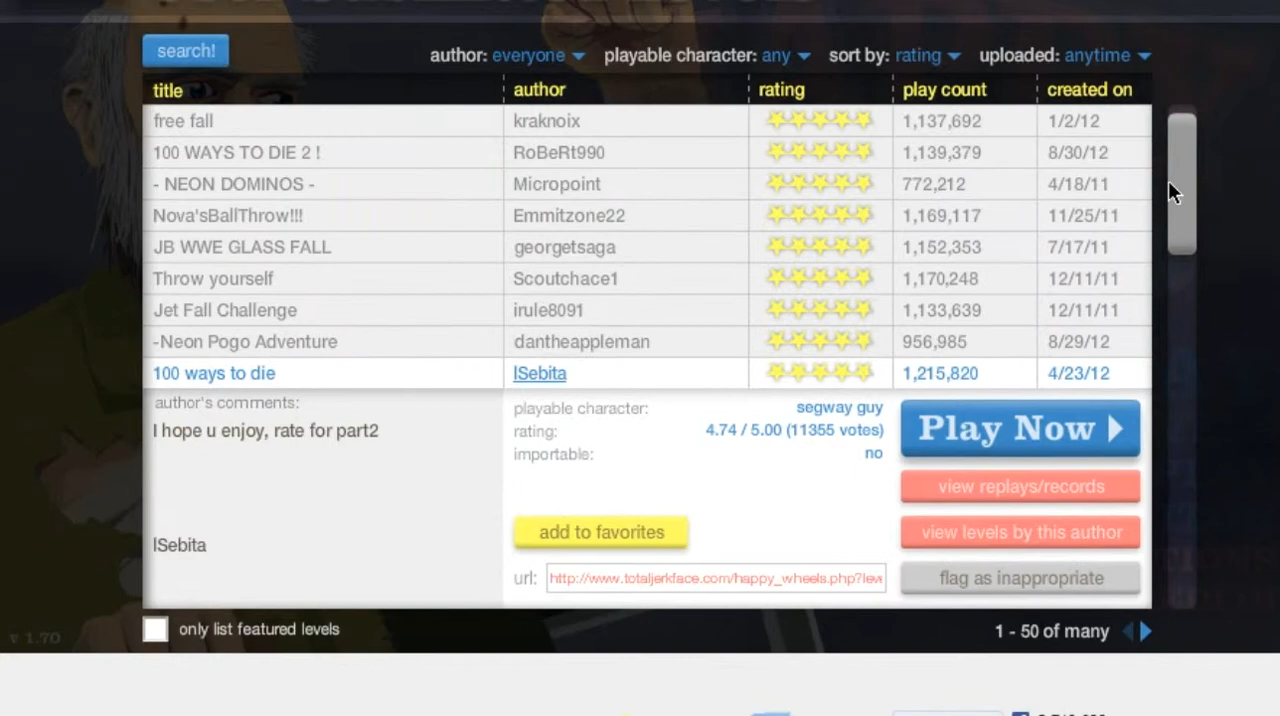 search! author: everyone playable character: any sort by: rating uploaded: anytime
title author rating play count created on
free fall kraknoix 1,137,692 1/2/12
100 WAYS TO DIE 2 ! RoBeRt990 1,139,379 8/30/12
- NEON DOMINOS - Micropoint 772,212 4/18/11
Nova'sBallThrow!!! Emmitzone22 1,169,117 11/25/11
JB WWE GLASS FALL georgetsaga 1,152,353 7/17/11
Throw yourself Scoutchace1 1,170,248 12/11/11
Jet Fall Challenge irule8091 1,133,639 12/11/11
-Neon Pogo Adventure dantheappleman 956,985 8/29/12
100 ways to die lSebita 1,215,820 4/23/12
author's comments:
I hope u enjoy, rate for part2
lSebita
playable character: segway guy
rating: 4.74 / 5.00 (11355 votes)
importable: no
add to favorites
url: http://www.totaljerkface.com/happy_wheels.php?lev
Play Now
view replays/records
view levels by this author
flag as inappropriate
v 1.70
only list featured levels
1 - 50 of many